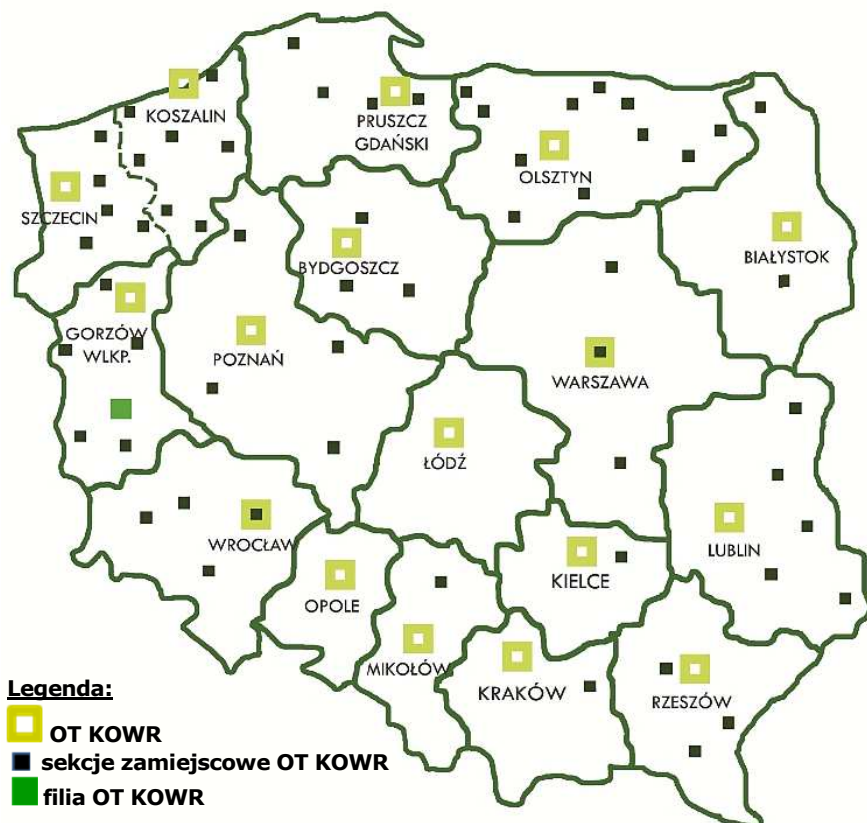 KOSZALIN
PRUSZCZ
GDAŃSKI
OLSZTYN
SZCZECIN
BYDGOSZCZ
BIAŁYSTOK
GORZÓW
WLKP.
POZNAŃ
WARSZAWA
ŁÓDŹ
WROCŁAW
LUBLIN
OPOLE
KIELCE
MIKOŁÓW
KRAKÓW
RZESZÓW
Legenda:
OT KOWR
sekcje zamiejscowe OT KOWR
filia OT KOWR